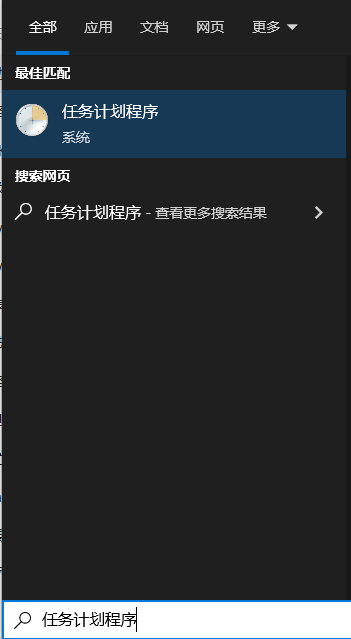 全部 应用 文档 网页 更多
最佳匹配
任务计划程序
系统
搜索网页
任务计划程序 - 查看更多搜索结果
任务计划程序